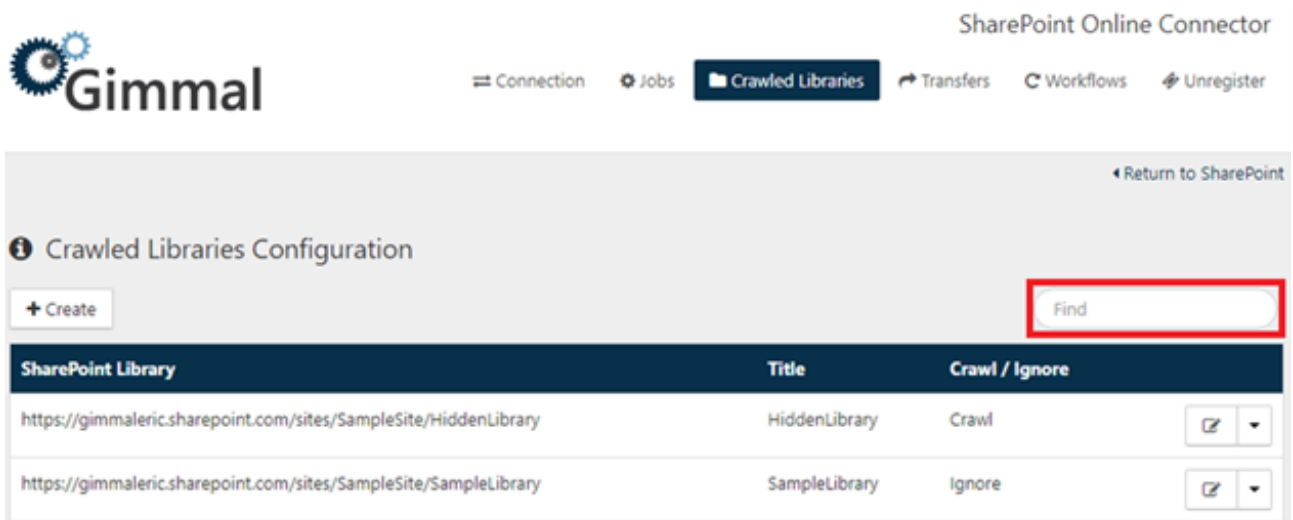 SharePoint Online Connector
Gimmal
Connection Jobs Crawled Libraries Transfers Workflows Unregister
Return to SharePoint
Crawled Libraries Configuration
+ Create
Find
SharePoint Library Title Crawl / Ignore
https://gimmaleric.sharepoint.com/sites/SampleSite/HiddenLibrary HiddenLibrary Crawl
https://gimmaleric.sharepoint.com/sites/SampleSite/SampleLibrary SampleLibrary Ignore